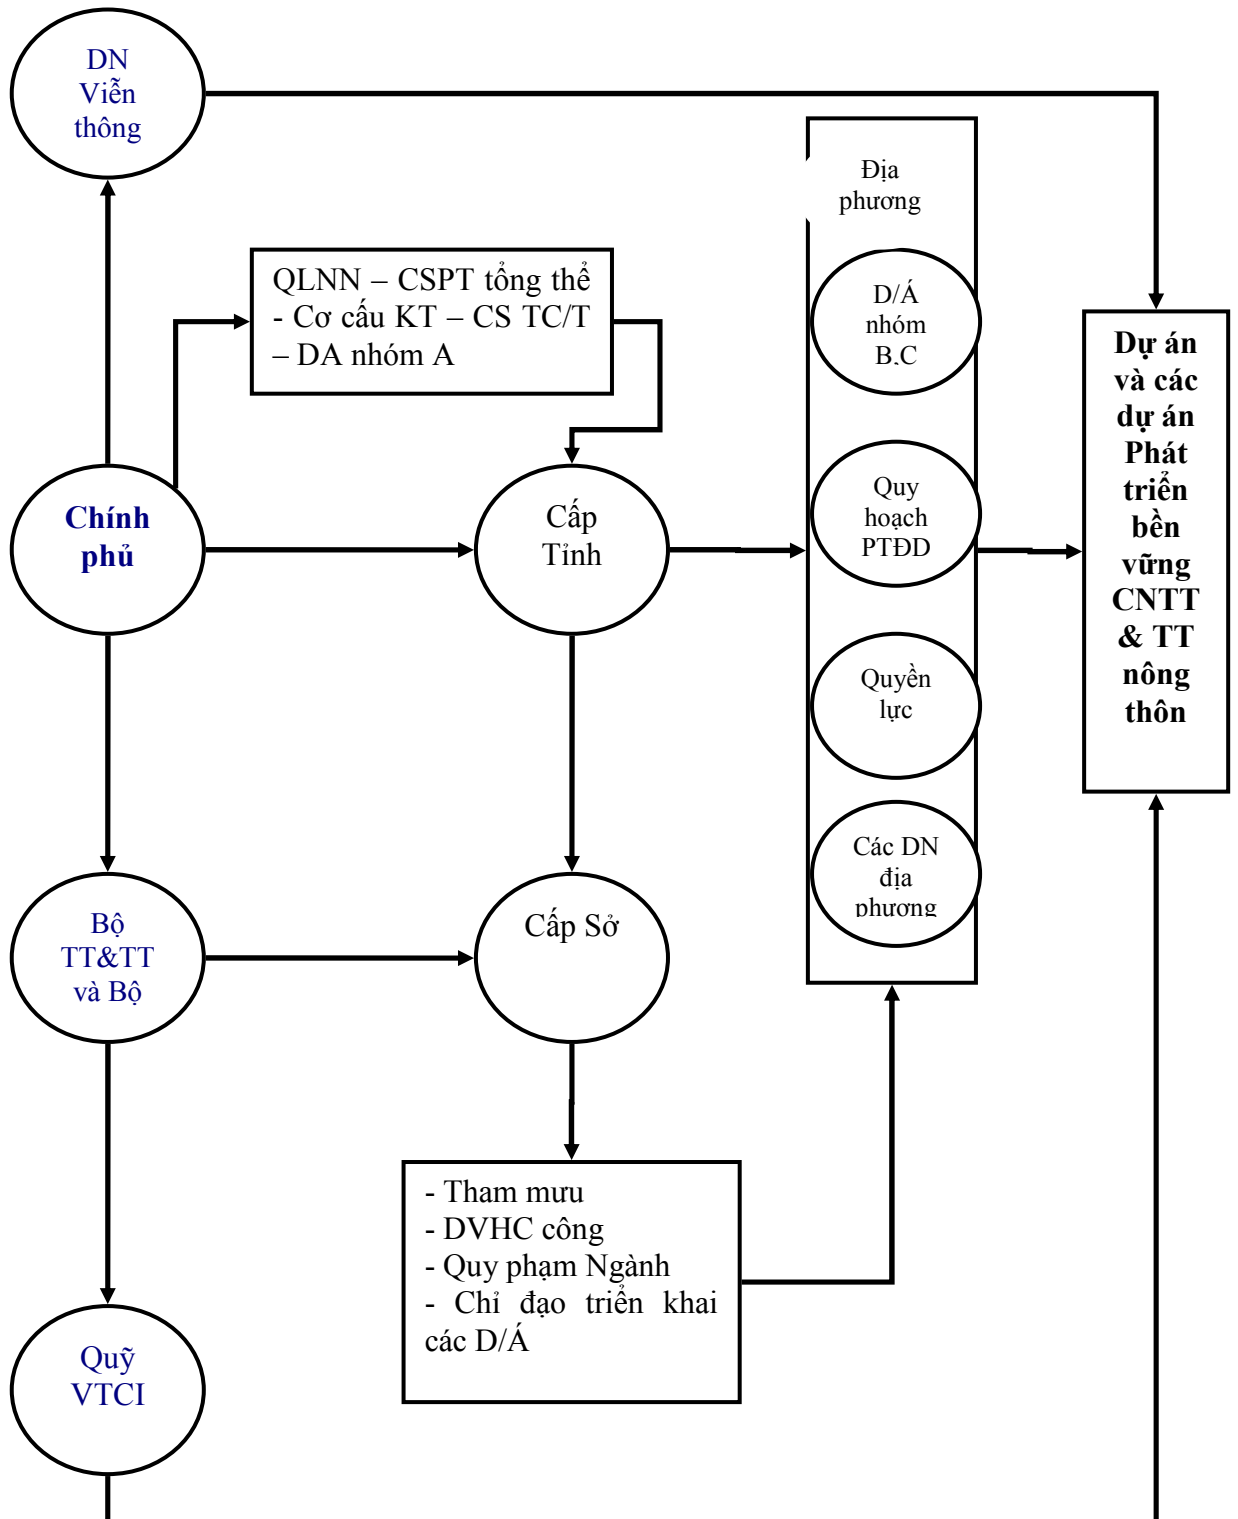 DN
Viễn
thông
Địa
phương
QLNN – CSPT tổng thể
- Cơ cấu KT – CS TC/T
– DA nhóm A
D/Á
nhóm
B,C
Dự án
và các
dự án
Phát
triển
bền
vững
CNTT
& TT
nông
thôn
Chính
phủ
Cấp
Tỉnh
Quy
hoạch
PTĐD
Quyền
lực
Các DN
địa
phương
Bộ
TT&TT
và Bộ
Cấp Sở
- Tham mưu
- DVHC công
- Quy phạm Ngành
- Chỉ đạo triển khai
các D/Á
Quỹ
VTCI